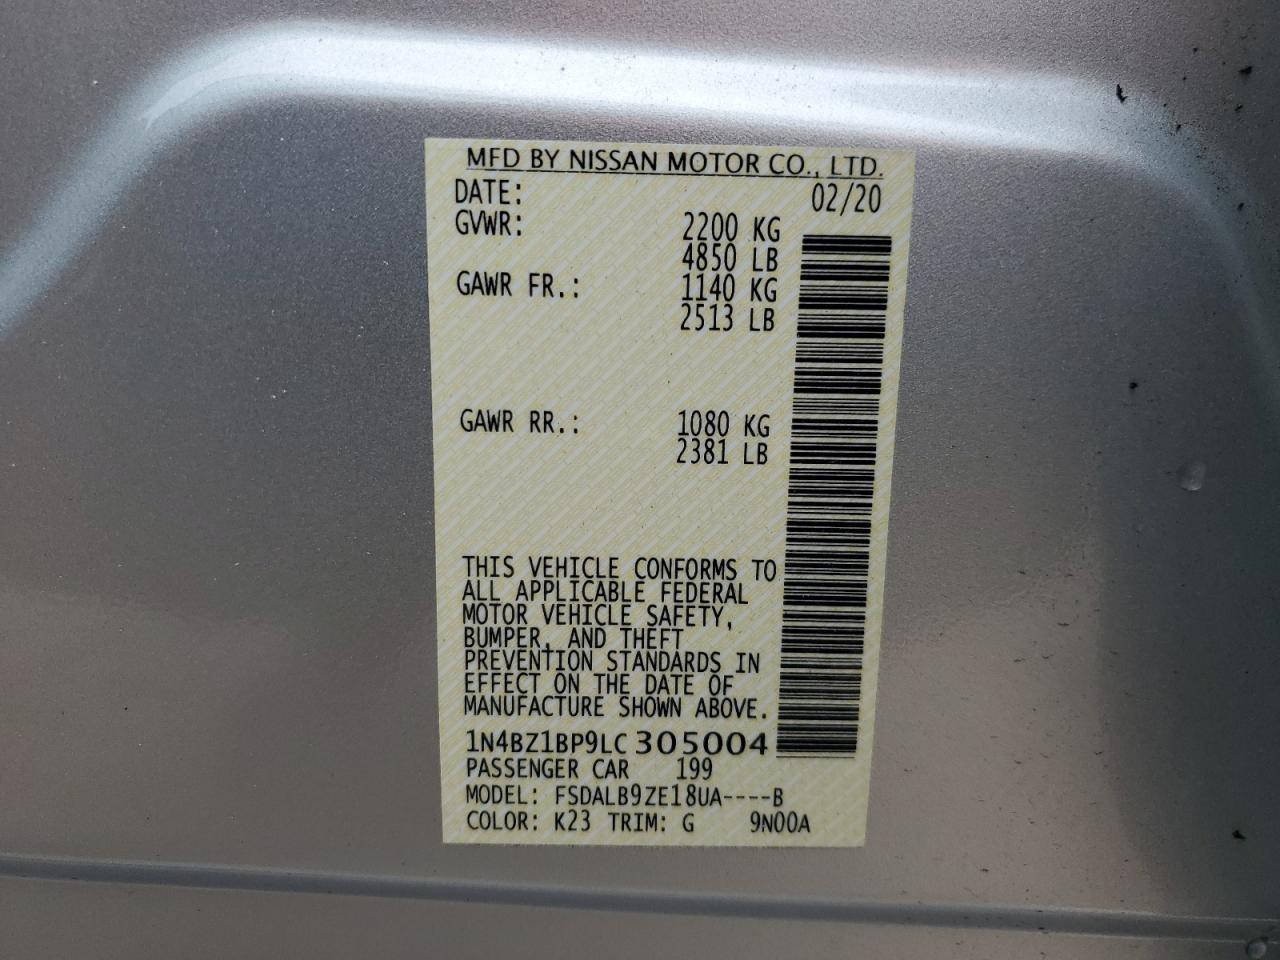 MFD BY NISSAN MOTOR CO., LTD.
DATE: 02/20
GVWR: 2200 KG
4850 LB
GAWR FR.: 1140 KG
2513 LB
GAWR RR.: 1080 KG
2381 LB
THIS VEHICLE CONFORMS TO
ALL APPLICABLE FEDERAL
MOTOR VEHICLE SAFETY,
BUMPER, AND THEFT
PREVENTION STANDARDS IN
EFFECT ON THE DATE OF
MANUFACTURE SHOWN ABOVE.
1N4BZ1BP9LC305004
PASSENGER CAR 199
MODEL: FSDALB9ZE18UA----B
COLOR: K23 TRIM: G 9N00A